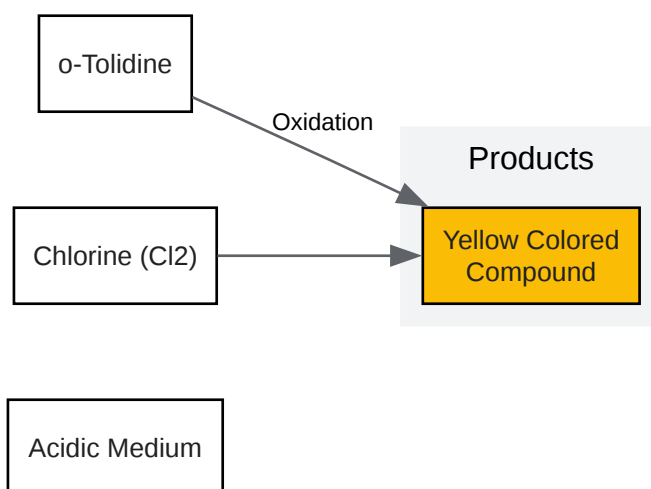 o-Tolidine
Oxidation
Products
Chlorine (Cl2)
Yellow Colored
Compound
Acidic Medium